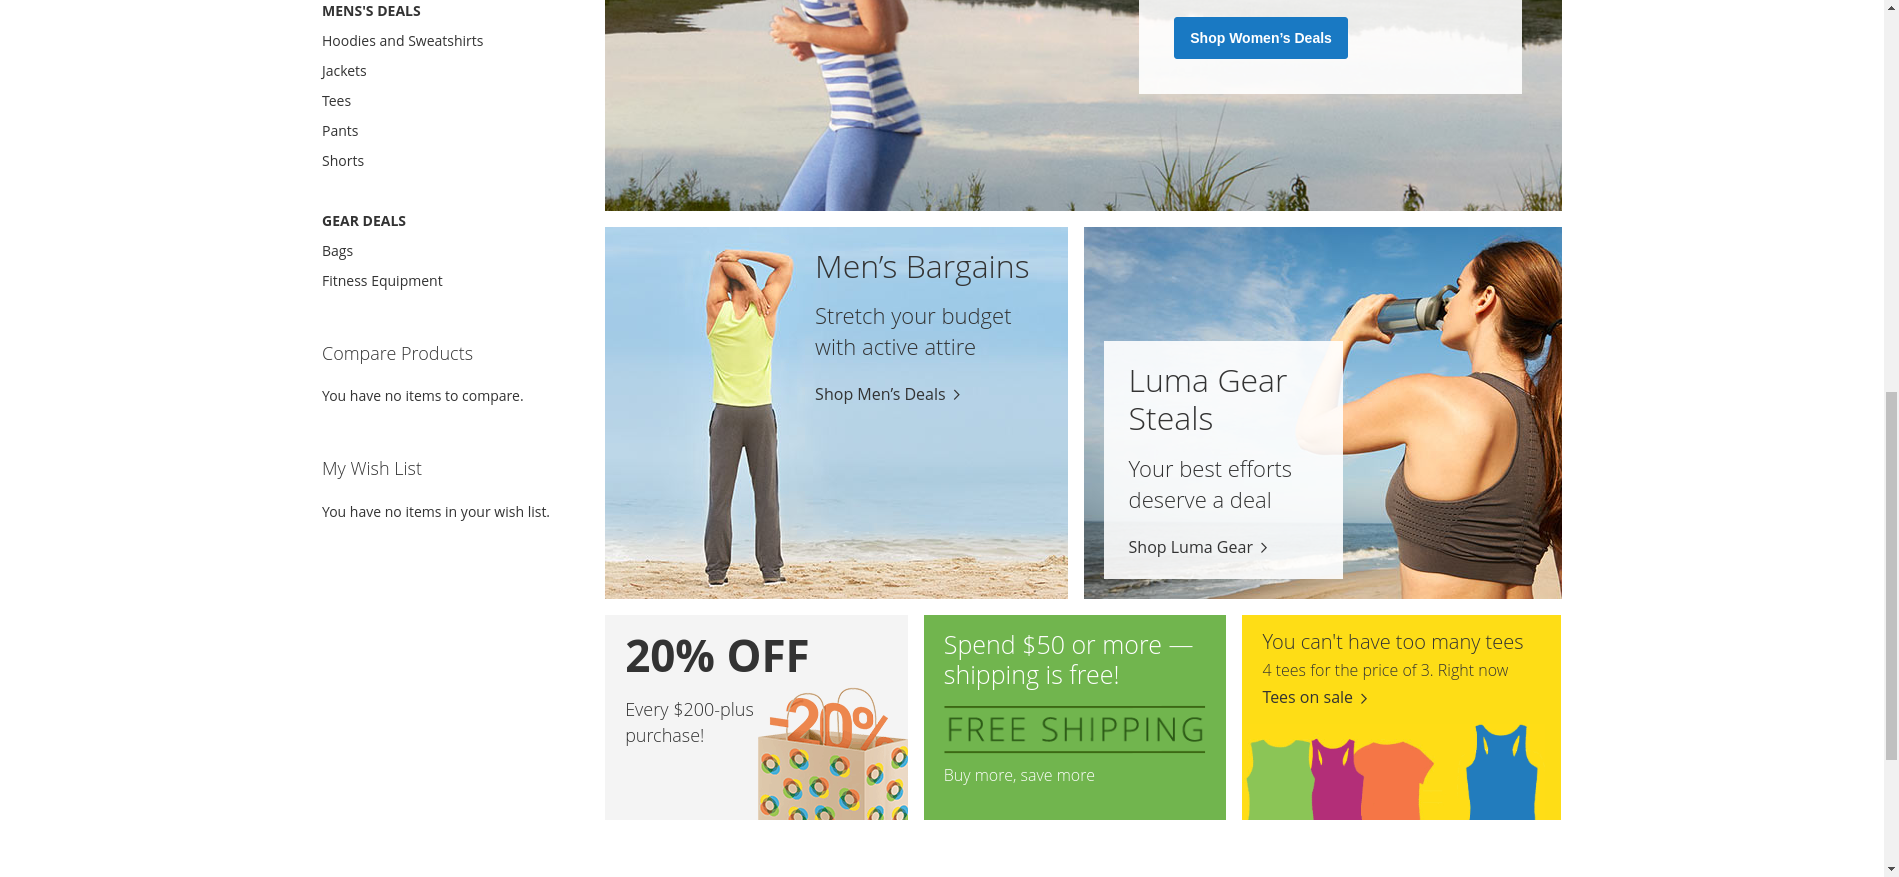 MENS'S DEALS
Hoodies and Sweatshirts
Jackets
Tees
Pants
Shorts
GEAR DEALS
Bags
Fitness Equipment
Compare Products
You have no items to compare.
My Wish List
You have no items in your wish list.
Shop Women’s Deals
Men’s Bargains
Stretch your budget
with active attire
Shop Men’s Deals
Luma Gear
Steals
Your best efforts
deserve a deal
Shop Luma Gear
20% OFF
Every $200-plus
purchase!
-20%
Spend $50 or more —
shipping is free!
FREE SHIPPING
Buy more, save more
You can't have too many tees
4 tees for the price of 3. Right now
Tees on sale